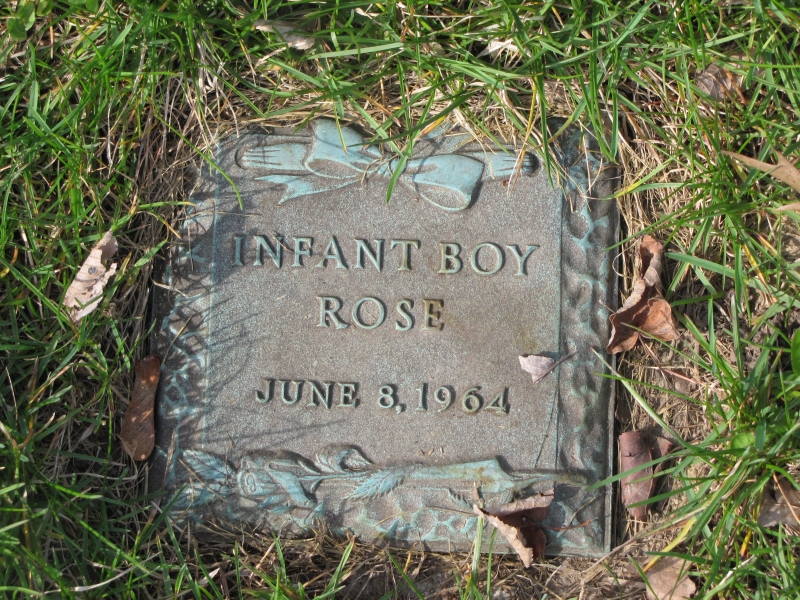 INFANT BOY
ROSE
JUNE 8, 1964